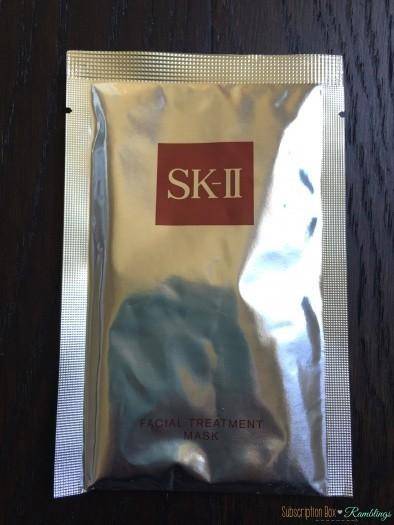 SK-II
FACIAL TREATMENT
MASK
Subscription Box ♥ Ramblings